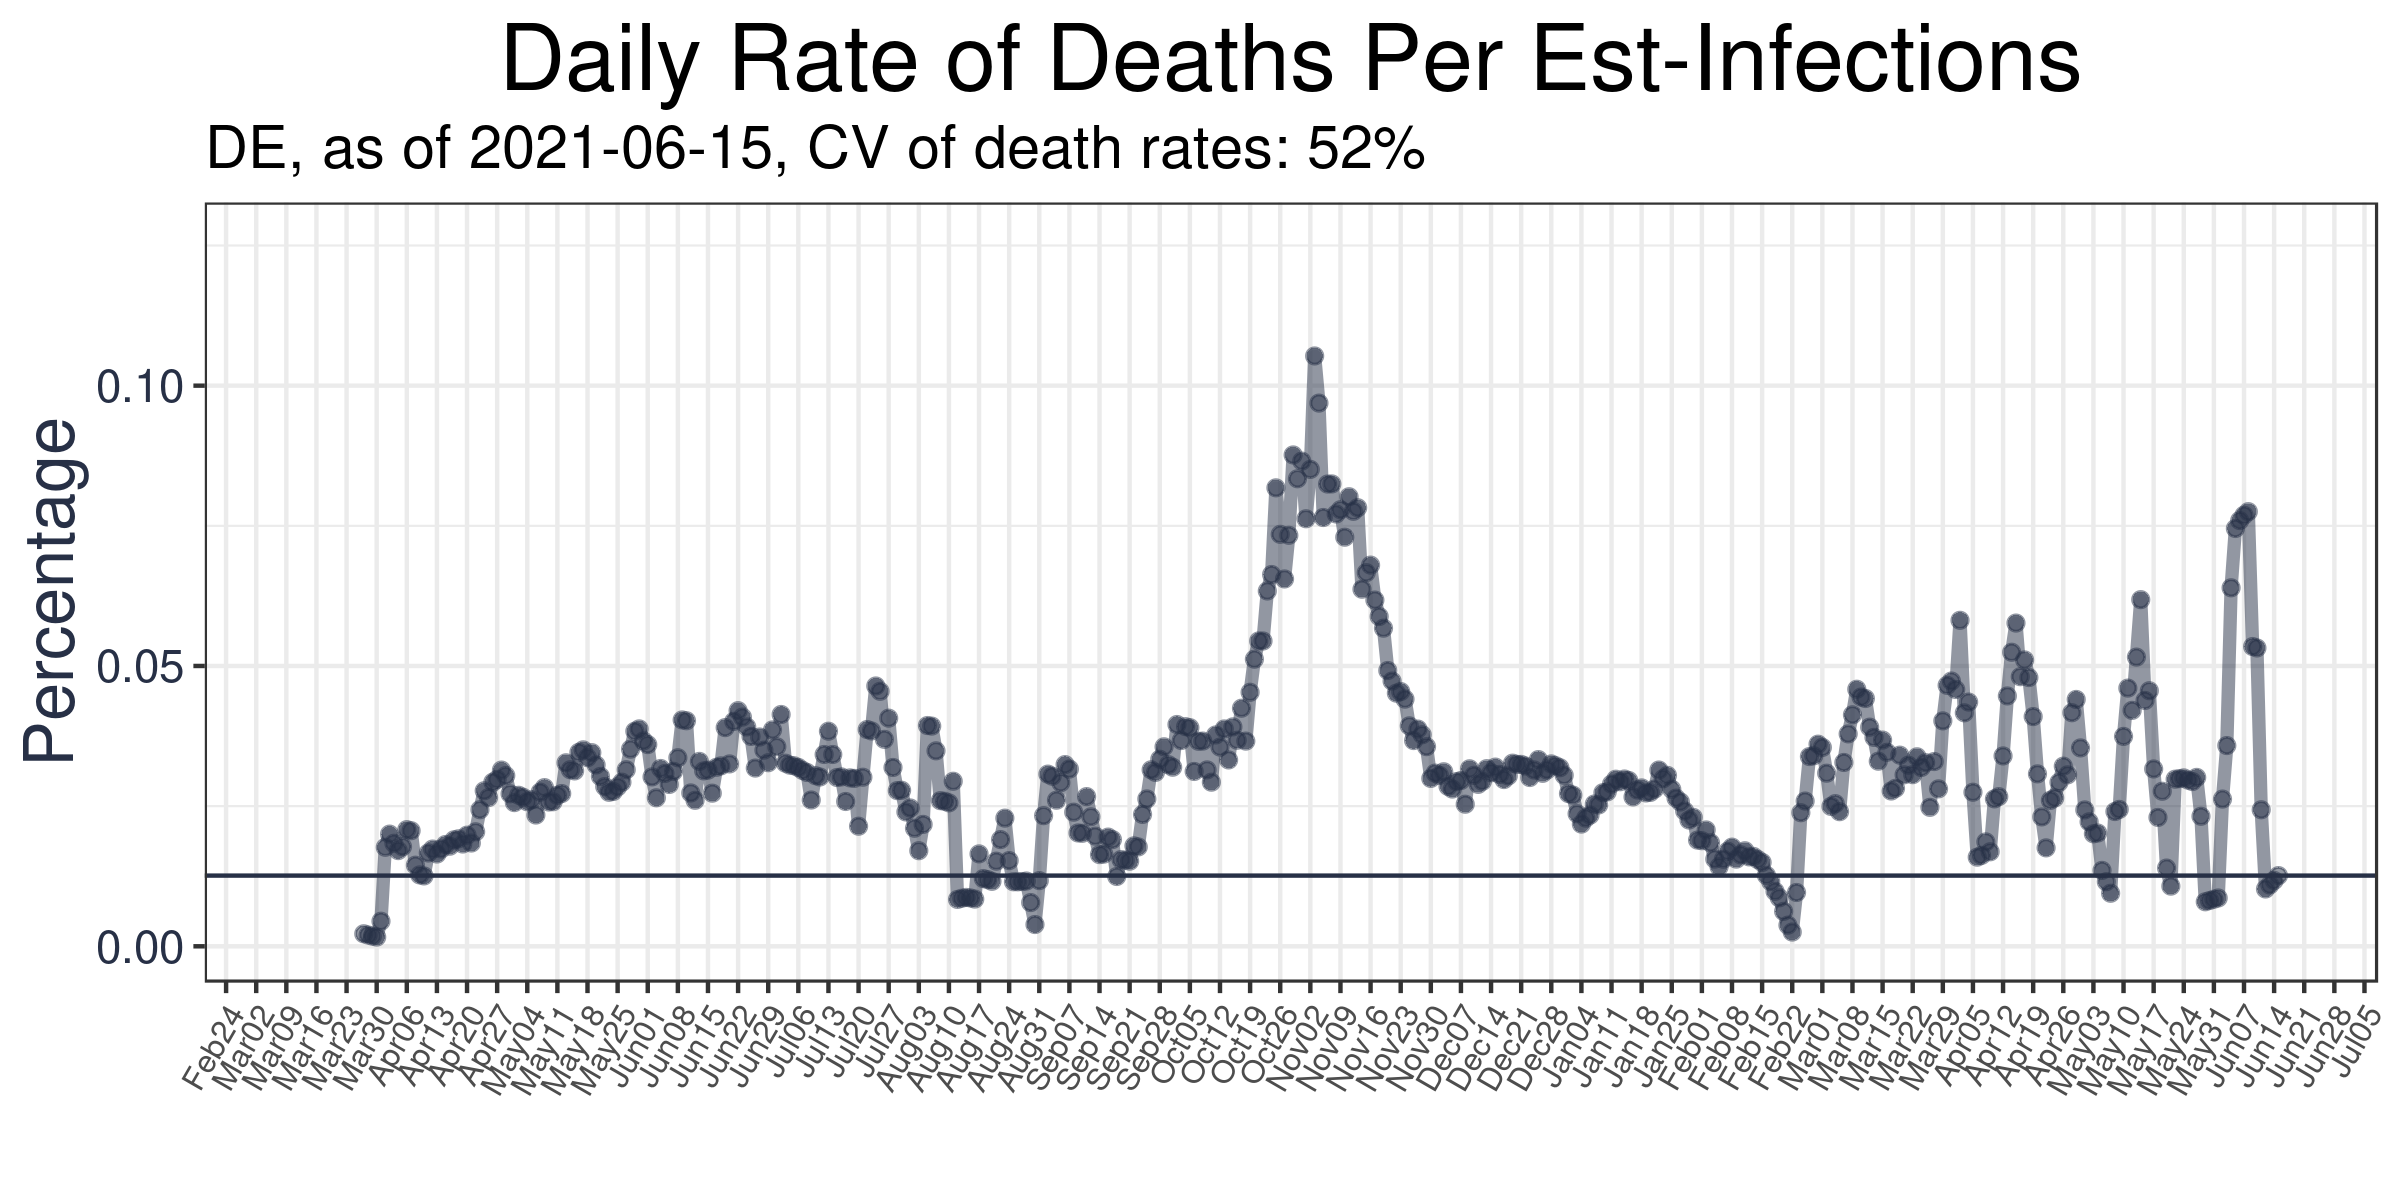 Daily Rate of Deaths Per Est-Infections
DE, as of 2021-06-15, CV of death rates: 52%
Percentage
0.10
0.05
0.00
Feb24
Mar02
Mar09
Mar16
Mar23
Mar30
Apr06
Apr13
Apr20
Apr27
May04
May11
May18
May25
Jun01
Jun08
Jun15
Jun22
Jun29
Jul06
Jul13
Jul20
Jul27
Aug03
Aug10
Aug17
Aug24
Aug31
Sep07
Sep14
Sep21
Sep28
Oct05
Oct12
Oct19
Oct26
Nov02
Nov09
Nov16
Nov23
Nov30
Dec07
Dec14
Dec21
Dec28
Jan04
Jan11
Jan18
Jan25
Feb01
Feb08
Feb15
Feb22
Mar01
Mar08
Mar15
Mar22
Mar29
Apr05
Apr12
Apr19
Apr26
May03
May10
May17
May24
May31
Jun07
Jun14
Jun21
Jun28
Jul05